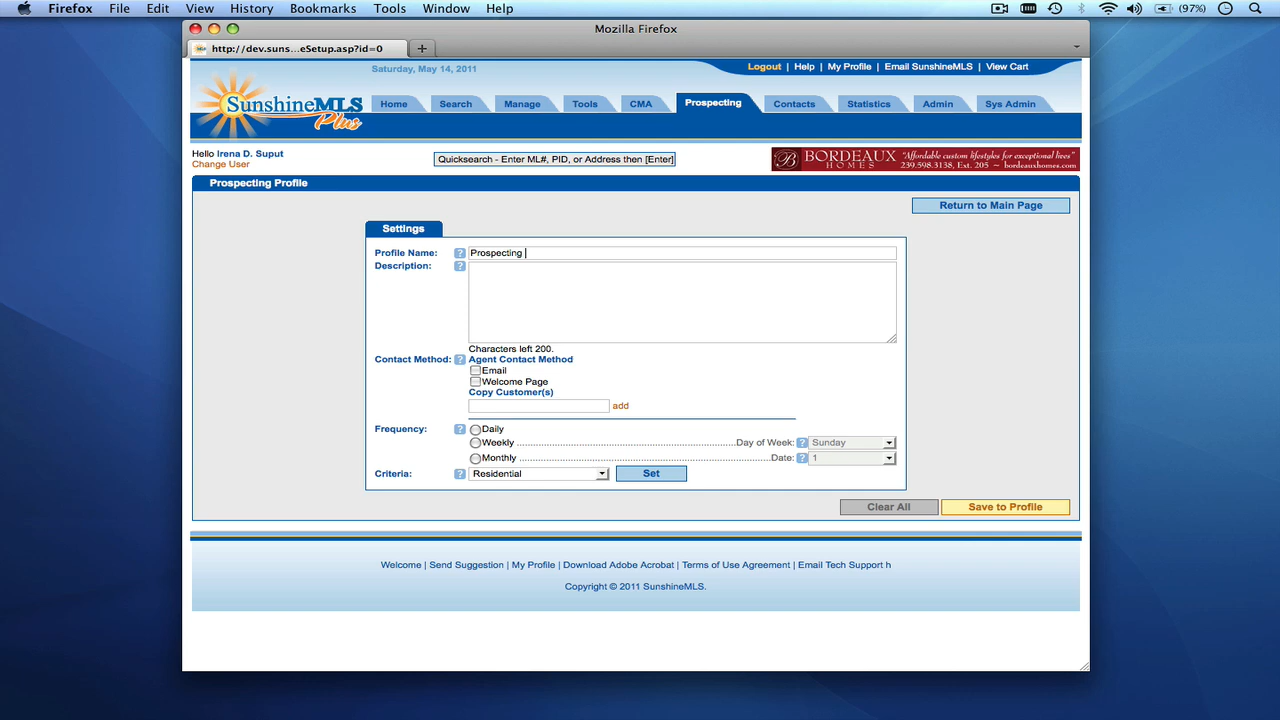 Firefox File Edit View History Bookmarks Tools Window Help (97%)
Mozilla Firefox
http://dev.suns...eSetup.asp?id=0
Saturday, May 14, 2011
Logout | Help | My Profile | Email SunshineMLS | View Cart
SunshineMLS
Plus
Home Search Manage Tools CMA Prospecting Contacts Statistics Admin Sys Admin
Hello Irena D. Suput
Change User
Quicksearch - Enter ML#, PID, or Address then [Enter]
B BORDEAUX HOMES
"Affordable custom lifestyles for exceptional lives"
239.598.3138, Ext. 205 ~ bordeauxhomes.com
Prospecting Profile
Return to Main Page
Settings
Profile Name: ? Prospecting
Description: ?
Characters left 200.
Contact Method: ? Agent Contact Method
Email
Welcome Page
Copy Customer(s)
add
Frequency: ? Daily
Weekly ........ Day of Week: ? Sunday
Monthly ........ Date: ? 1
Criteria: ? Residential Set
Clear All Save to Profile
Welcome | Send Suggestion | My Profile | Download Adobe Acrobat | Terms of Use Agreement | Email Tech Support h
Copyright © 2011 SunshineMLS.